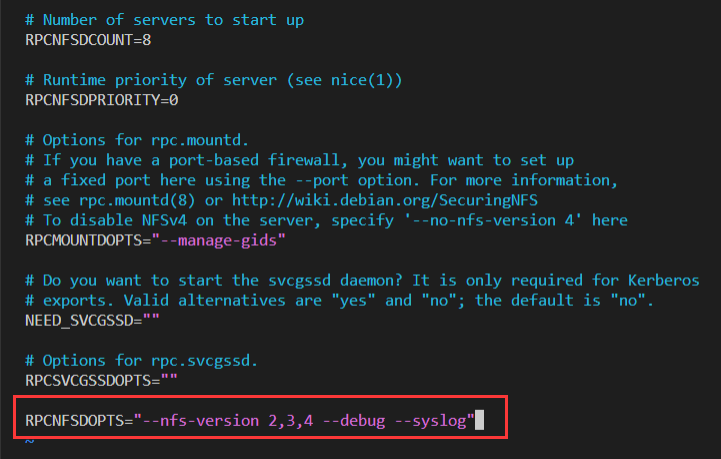 # Number of servers to start up
RPCNFSDCOUNT=8
# Runtime priority of server (see nice(1))
RPCNFSDPRIORITY=0
# Options for rpc.mountd.
# If you have a port-based firewall, you might want to set up
# a fixed port here using the --port option. For more information,
# see rpc.mountd(8) or http://wiki.debian.org/SecuringNFS
# To disable NFSv4 on the server, specify '--no-nfs-version 4' here
RPCMOUNTDOPTS="--manage-gids"
# Do you want to start the svcgssd daemon? It is only required for Kerberos
# exports. Valid alternatives are "yes" and "no"; the default is "no".
NEED_SVCGSSD=""
# Options for rpc.svcgssd.
RPCSVCGSSDOPTS=""
RPCNFSDOPTS="--nfs-version 2,3,4 --debug --syslog"
~